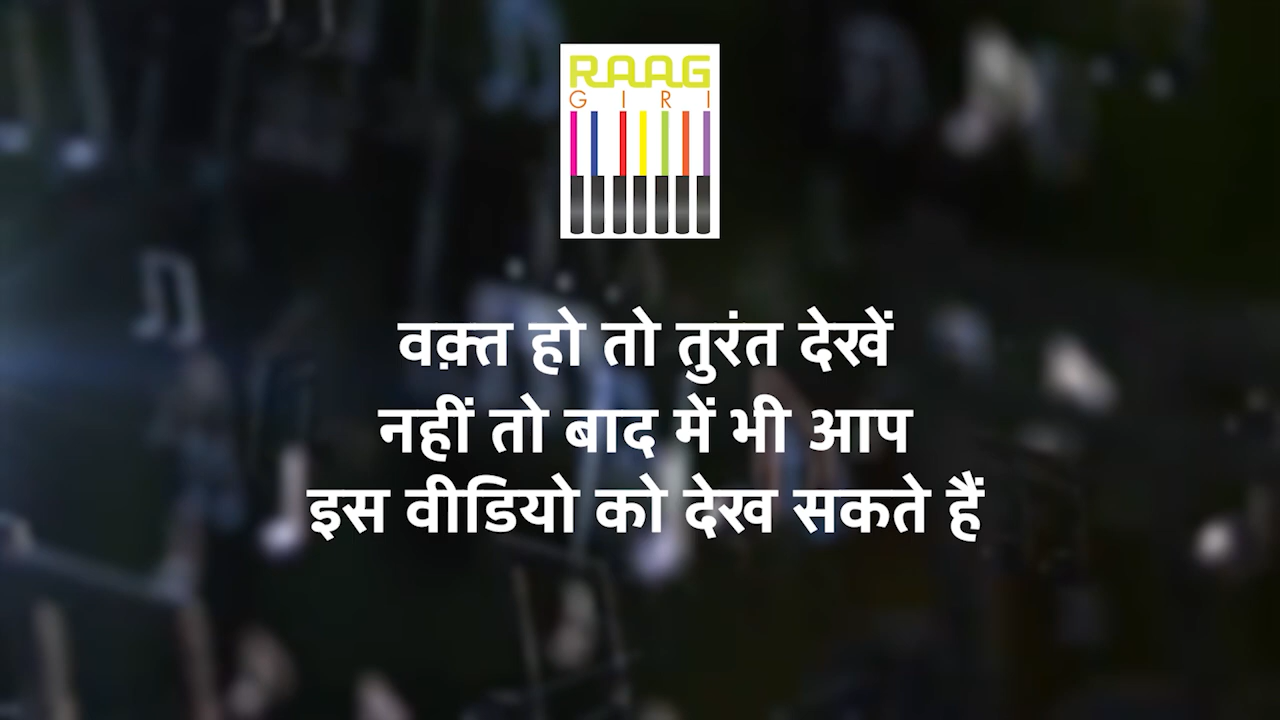 RAAG
GIRI
वक़्त हो तो तुरंत देखें
नहीं तो बाद में भी आप
इस वीडियो को देख सकते हैं